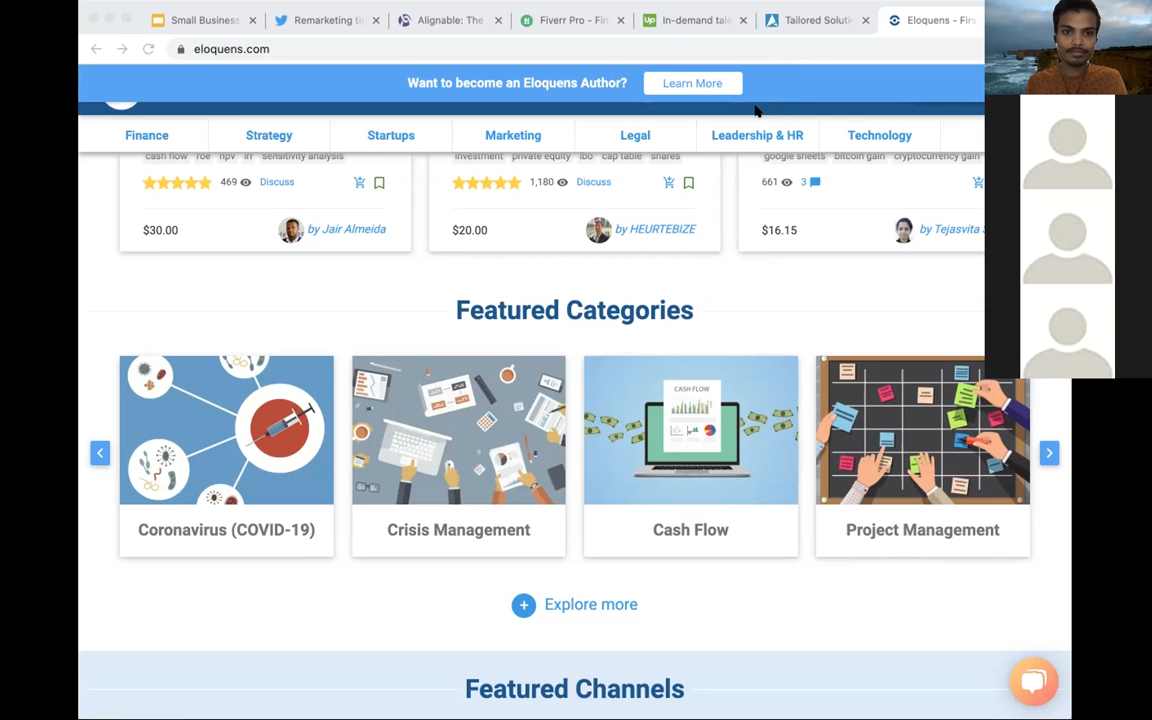 Small Business
Remarketing ti
Alignable: The
Fiverr Pro - Fin
Up
In-demand tale
Tailored Soluti
Eloquens - Firs
eloquens.com
Want to become an Eloquens Author?
Learn More
Finance
Strategy
Startups
Marketing
Legal
Leadership & HR
Technology
cash flow roe npv irr sensitivity analysis
investment private equity lbo cap table shares
google sheets bitcoin gain cryptocurrency gain
469
Discuss
1,180
Discuss
661
3
$30.00
by Jair Almeida
$20.00
by HEURTEBIZE
$16.15
by Tejasvita S
Featured Categories
CASH FLOW
Coronavirus (COVID-19)
Crisis Management
Cash Flow
Project Management
Explore more
Featured Channels